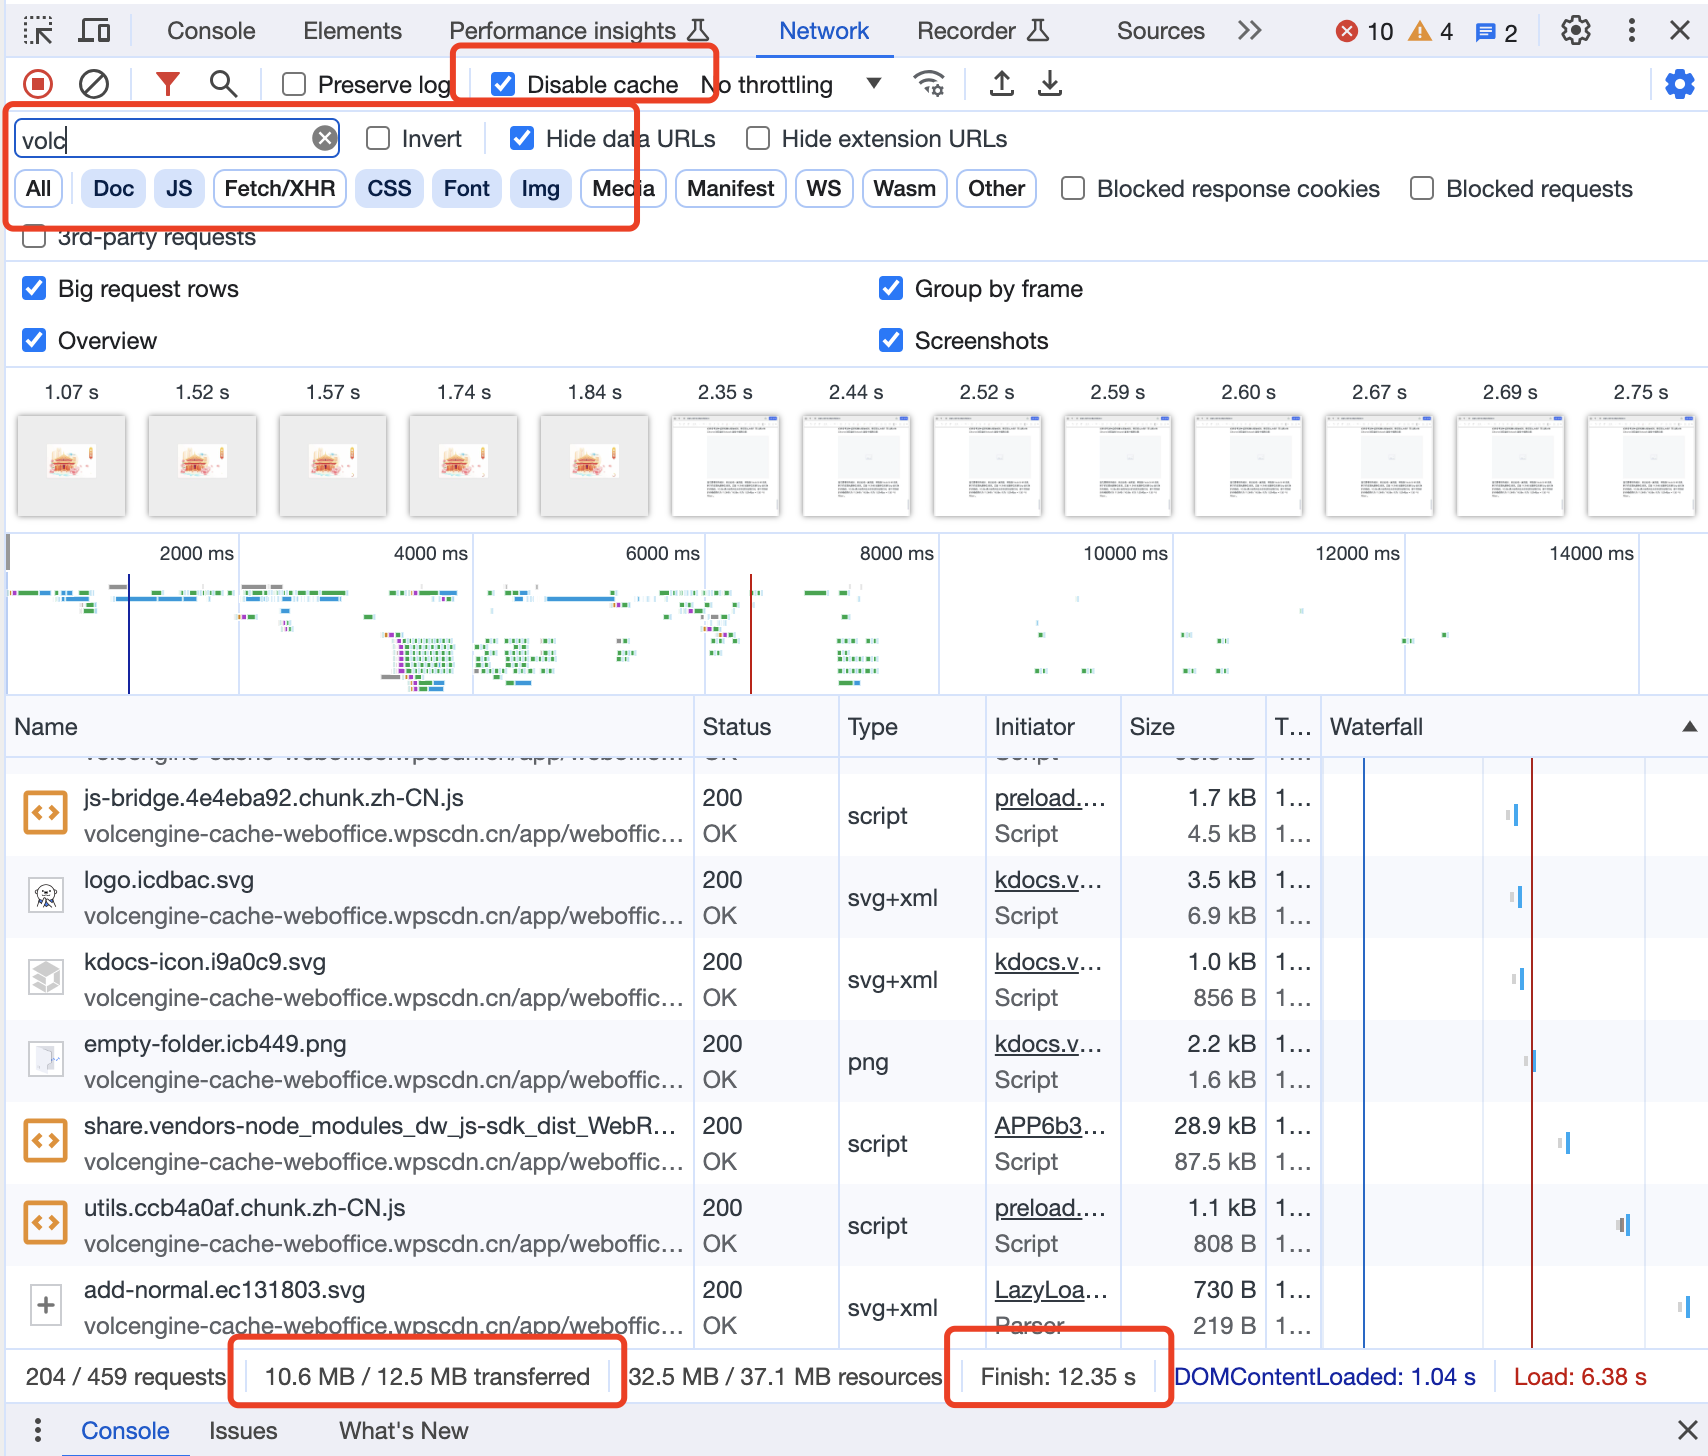 Console Elements Performance insights Network Recorder Sources 10 4 2
Preserve log Disable cache No throttling
volc Invert Hide data URLs Hide extension URLs
All Doc JS Fetch/XHR CSS Font Img Media Manifest WS Wasm Other Blocked response cookies Blocked requests
3rd-party requests
Big request rows Group by frame
Overview Screenshots
1.07 s 1.52 s 1.57 s 1.74 s 1.84 s 2.35 s 2.44 s 2.52 s 2.59 s 2.60 s 2.67 s 2.69 s 2.75 s
2000 ms 4000 ms 6000 ms 8000 ms 10000 ms 12000 ms 14000 ms
Name Status Type Initiator Size T... Waterfall
js-bridge.4e4eba92.chunk.zh-CN.js 200 script preload.... 1.7 kB 1...
volcengine-cache-weboffice.wpscdn.cn/app/weboffic... OK Script 4.5 kB
logo.icdbac.svg 200 svg+xml kdocs.v... 3.5 kB 1...
volcengine-cache-weboffice.wpscdn.cn/app/weboffic... OK Script 6.9 kB
kdocs-icon.i9a0c9.svg 200 svg+xml kdocs.v... 1.0 kB 1...
volcengine-cache-weboffice.wpscdn.cn/app/weboffic... OK Script 856 B
empty-folder.icb449.png 200 png kdocs.v... 2.2 kB 1...
volcengine-cache-weboffice.wpscdn.cn/app/weboffic... OK Script 1.6 kB
share.vendors-node_modules_dw_js-sdk_dist_WebR... 200 script APP6b3... 28.9 kB 1...
volcengine-cache-weboffice.wpscdn.cn/app/weboffic... OK Script 87.5 kB
utils.ccb4a0af.chunk.zh-CN.js 200 script preload.... 1.1 kB 1...
volcengine-cache-weboffice.wpscdn.cn/app/weboffic... OK Script 808 B
add-normal.ec131803.svg 200 svg+xml LazyLoa... 730 B 1...
volcengine-cache-weboffice.wpscdn.cn/app/weboffic... OK Parser 219 B
204 / 459 requests 10.6 MB / 12.5 MB transferred 32.5 MB / 37.1 MB resources Finish: 12.35 s DOMContentLoaded: 1.04 s Load: 6.38 s
Console Issues What's New